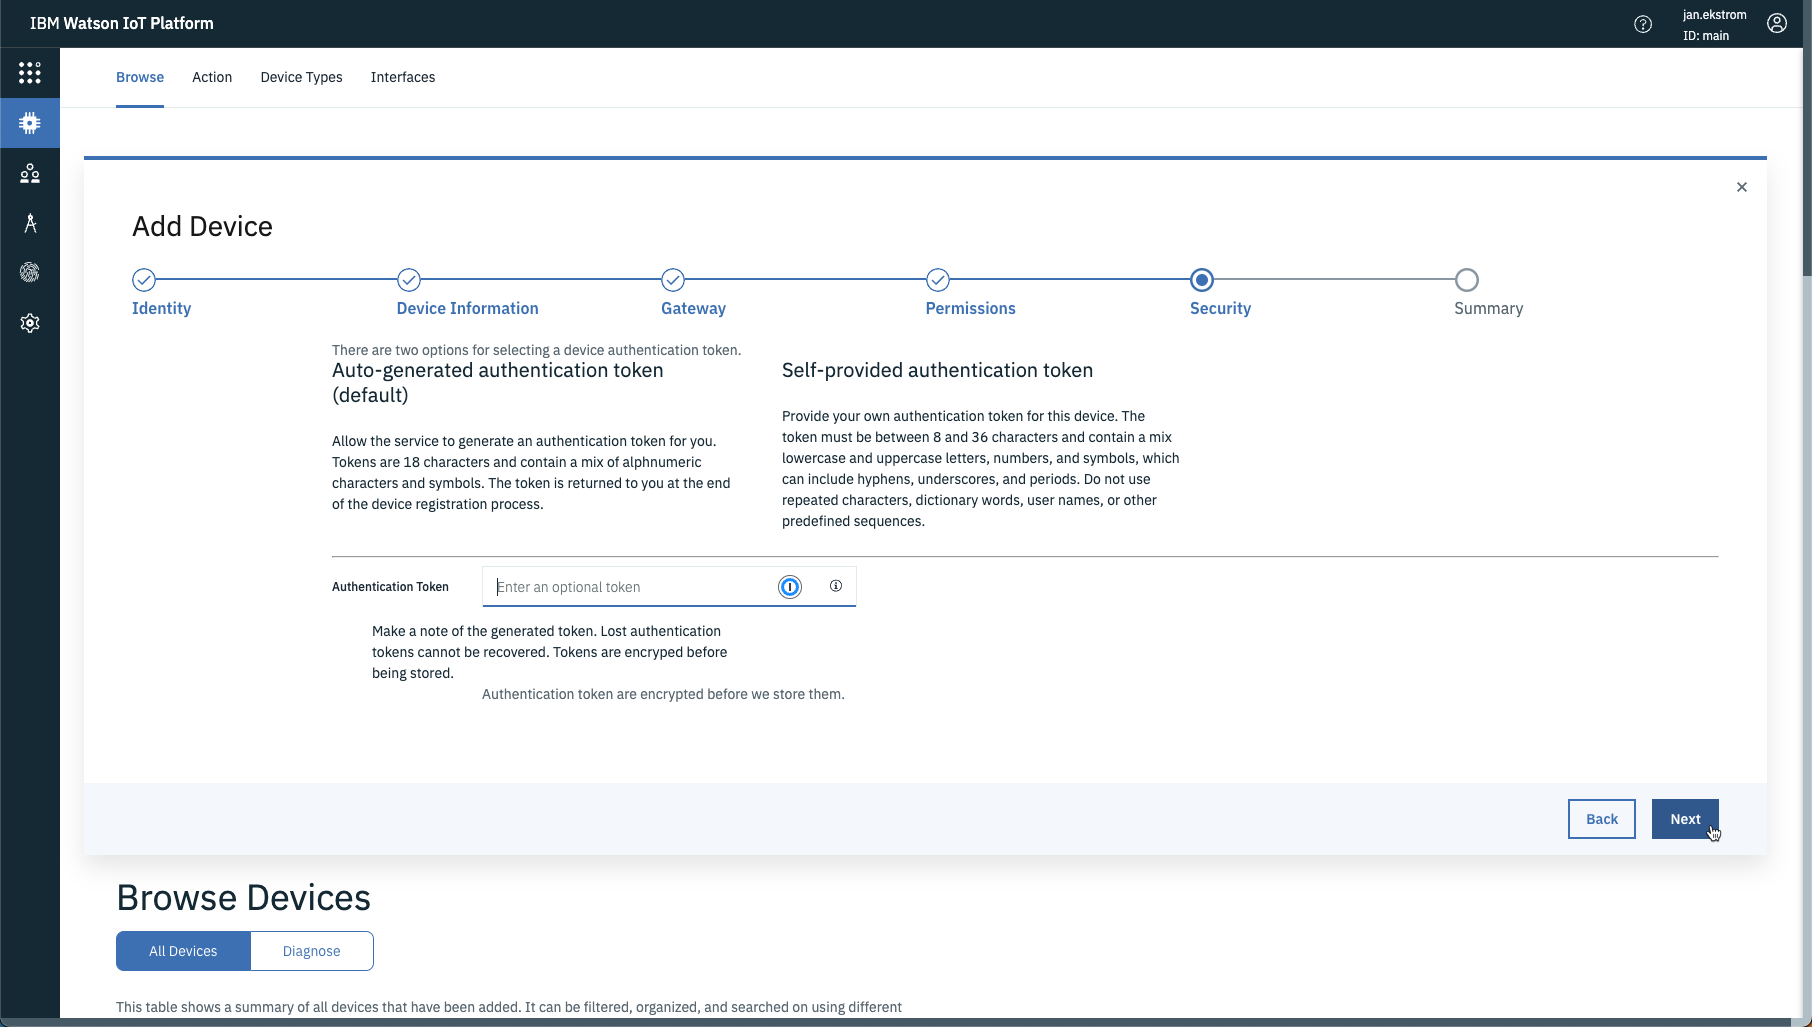 IBM Watson IoT Platform
jan.ekstrom
ID: main
Browse
Action
Device Types
Interfaces
Add Device
Identity
Device Information
Gateway
Permissions
Security
Summary
There are two options for selecting a device authentication token.
Auto-generated authentication token
(default)
Allow the service to generate an authentication token for you.
Tokens are 18 characters and contain a mix of alphnumeric
characters and symbols. The token is returned to you at the end
of the device registration process.
Self-provided authentication token
Provide your own authentication token for this device. The
token must be between 8 and 36 characters and contain a mix
lowercase and uppercase letters, numbers, and symbols, which
can include hyphens, underscores, and periods. Do not use
repeated characters, dictionary words, user names, or other
predefined sequences.
Authentication Token
Enter an optional token
Make a note of the generated token. Lost authentication
tokens cannot be recovered. Tokens are encryped before
being stored.
Authentication token are encrypted before we store them.
Back
Next
Browse Devices
All Devices
Diagnose
This table shows a summary of all devices that have been added. It can be filtered, organized, and searched on using different